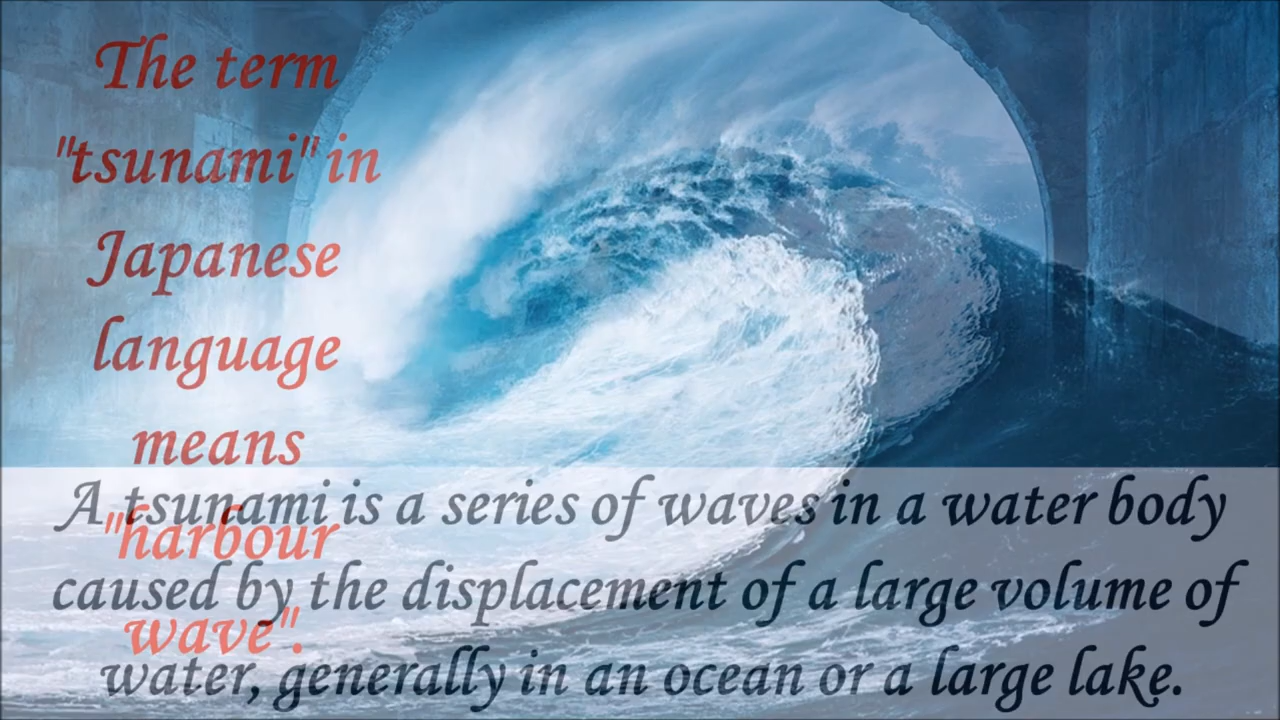 The term
"tsunami" in
Japanese
language
means
"harbour
wave".
A tsunami is a series of waves in a water body
caused by the displacement of a large volume of
water, generally in an ocean or a large lake.